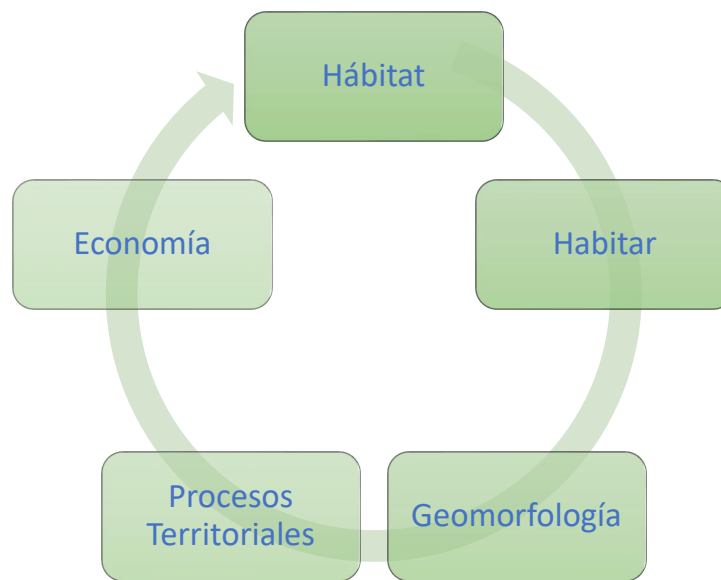 Hábitat
Habitar
Geomorfología
Procesos
Territoriales
Economía